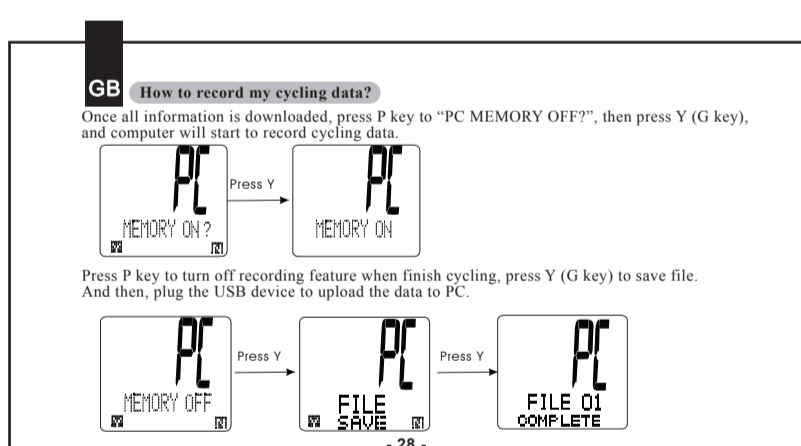 GB
How to record my cycling data?
Once all information is downloaded, press P key to “PC MEMORY OFF?”, then press Y (G key),
and computer will start to record cycling data.
PC
MEMORY ON ?
Press Y
PC
MEMORY ON
Press P key to turn off recording feature when finish cycling, press Y (G key) to save file.
And then, plug the USB device to upload the data to PC.
PC
MEMORY OFF
Press Y
PC
FILE
SAVE
Press Y
PC
FILE 01
COMPLETE
- 28 -